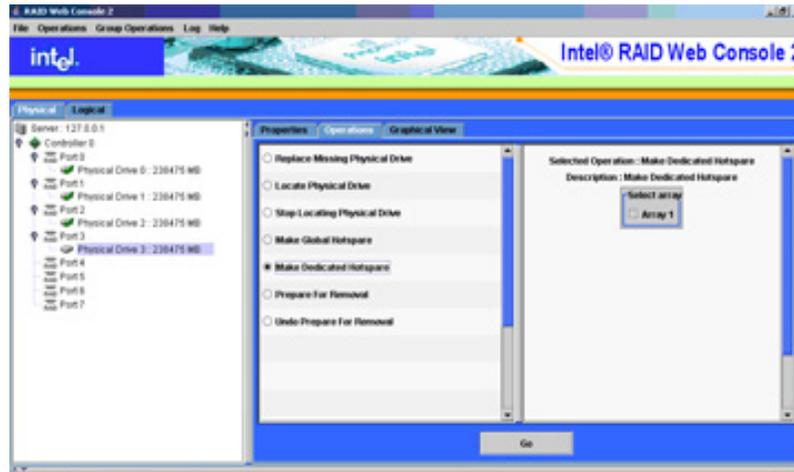 RAID Web Console 2
File Operations Group Operations Log Help
intel.
Intel® RAID Web Console 2
Physical Logical
Server: 127.0.0.1
Controller 0
Port 0
Physical Drive 0 : 238475 MB
Port 1
Physical Drive 1 : 238475 MB
Port 2
Physical Drive 2 : 238475 MB
Port 3
Physical Drive 3 : 238475 MB
Port 4
Port 5
Port 6
Port 7
Properties Operations Graphical View
Replace Missing Physical Drive
Locate Physical Drive
Stop Locating Physical Drive
Make Global Hotspare
Make Dedicated Hotspare
Prepare For Removal
Undo Prepare For Removal
Selected Operation : Make Dedicated Hotspare
Description : Make Dedicated Hotspare
Select array
Array 1
Go